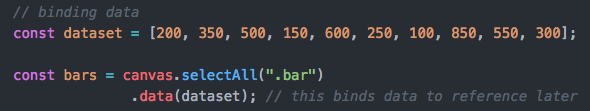 // binding data
const dataset = [200, 350, 500, 150, 600, 250, 100, 850, 550, 300];
const bars = canvas.selectAll(".bar")
.data(dataset); // this binds data to reference later